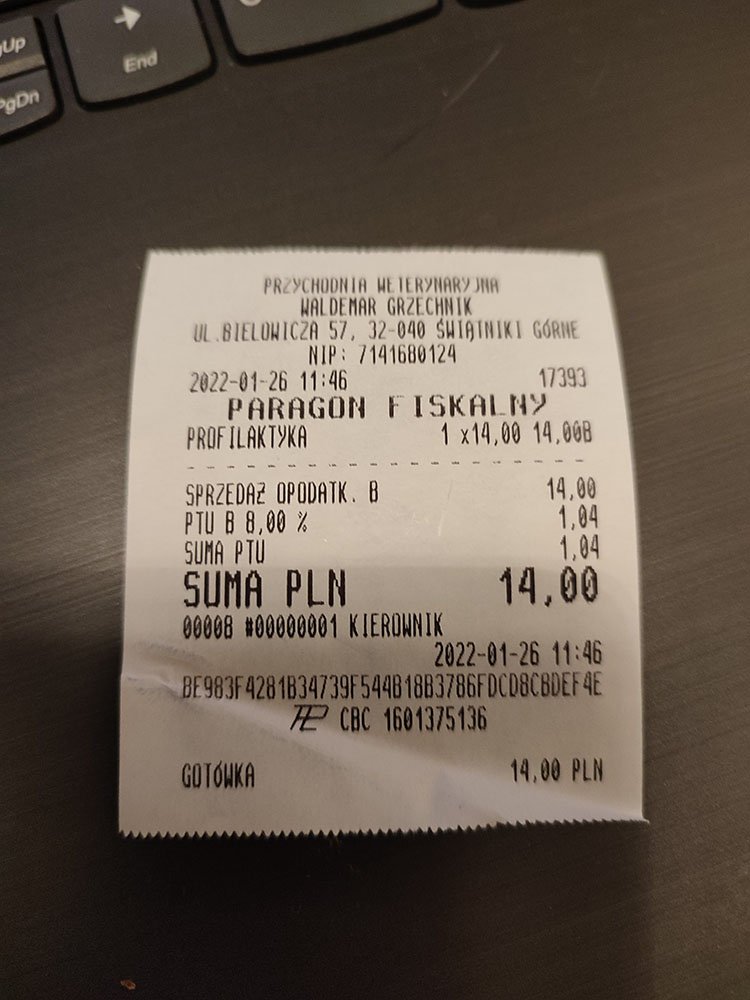 gUp
PgDn
End
PRZYCHODNIA WETERYNARYJNA
WALDEMAR GRZECHNIK
UL.BIELOWICZA 57, 32-040 ŚWIĄTNIKI GÓRNE
NIP: 7141680124
2022-01-26 11:46 17393
PARAGON FISKALNY
PROFILAKTYKA 1 x14,00 14,00B
SPRZEDAŻ OPODATK. B 14,00
PTU B 8,00 % 1,04
SUMA PTU 1,04
SUMA PLN 14,00
00008 #00000001 KIEROWNIK
2022-01-26 11:46
BE983F4281B34739F544B18B3786FDCD8CBDEF4E
CBC 1601375136
GOTÓWKA 14,00 PLN